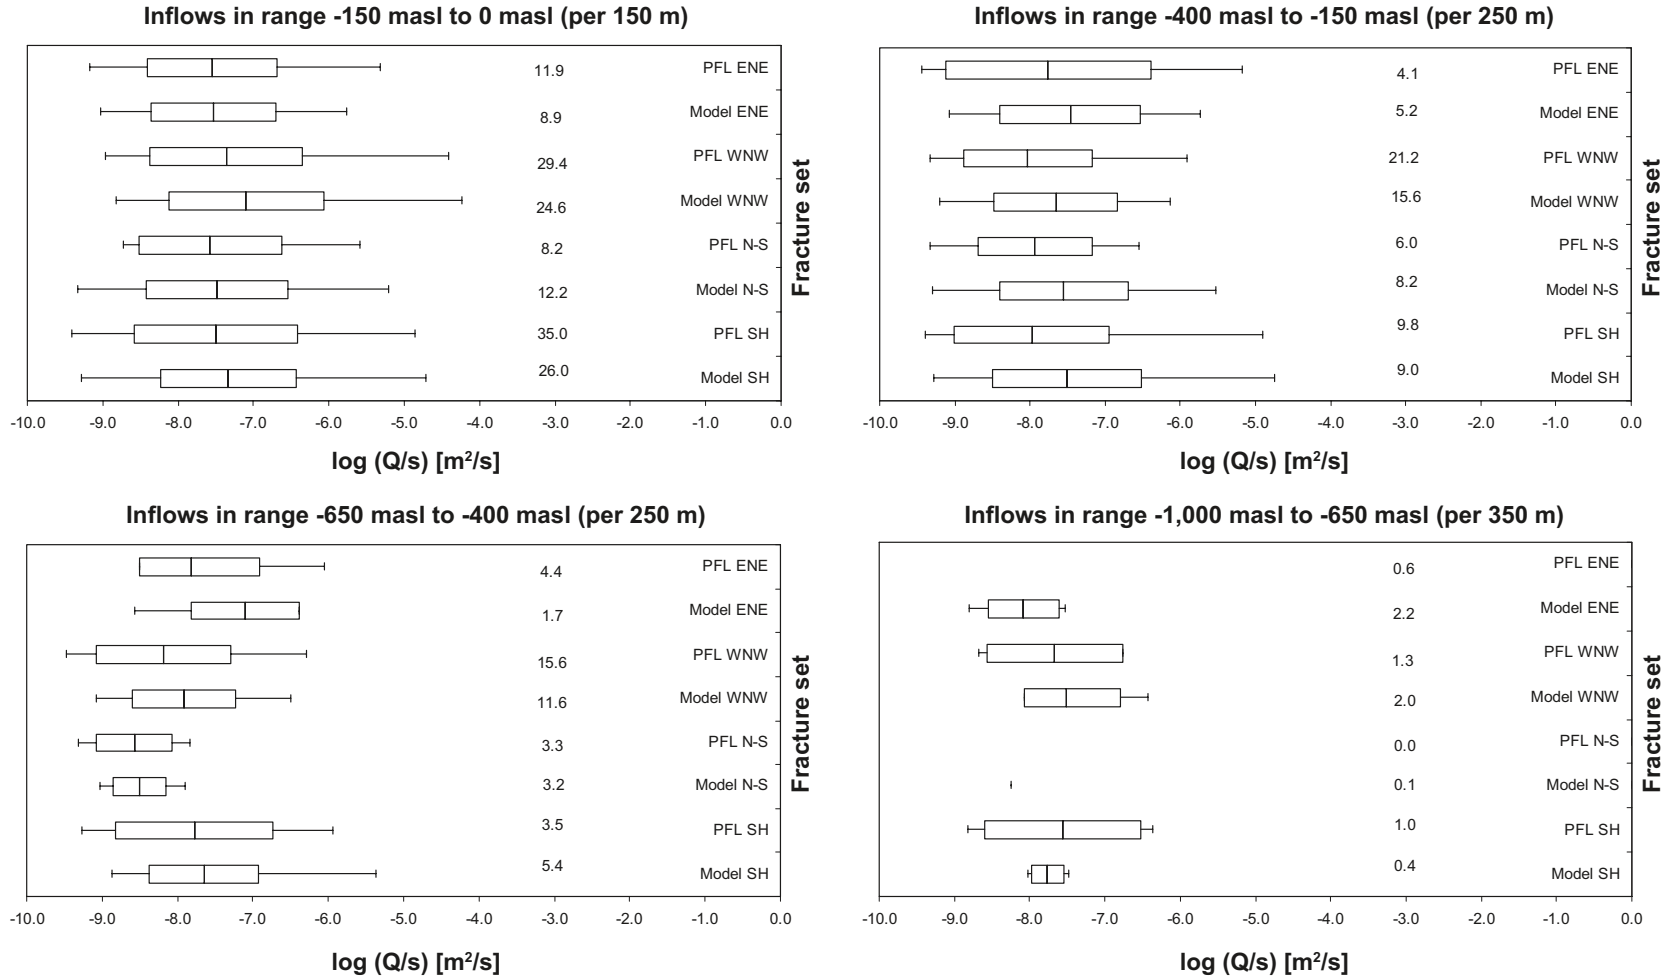 Inflows in range -150 masl to 0 masl (per 150 m)
11.9 PFL ENE
8.9 Model ENE
29.4 PFL WNW
24.6 Model WNW
8.2 PFL N-S
12.2 Model N-S
35.0 PFL SH
26.0 Model SH
Fracture set
-10.0 -9.0 -8.0 -7.0 -6.0 -5.0 -4.0 -3.0 -2.0 -1.0 0.0
log (Q/s) [m²/s]
Inflows in range -400 masl to -150 masl (per 250 m)
4.1 PFL ENE
5.2 Model ENE
21.2 PFL WNW
15.6 Model WNW
6.0 PFL N-S
8.2 Model N-S
9.8 PFL SH
9.0 Model SH
Fracture set
-10.0 -9.0 -8.0 -7.0 -6.0 -5.0 -4.0 -3.0 -2.0 -1.0 0.0
log (Q/s) [m²/s]
Inflows in range -650 masl to -400 masl (per 250 m)
4.4 PFL ENE
1.7 Model ENE
15.6 PFL WNW
11.6 Model WNW
3.3 PFL N-S
3.2 Model N-S
3.5 PFL SH
5.4 Model SH
Fracture set
-10.0 -9.0 -8.0 -7.0 -6.0 -5.0 -4.0 -3.0 -2.0 -1.0 0.0
log (Q/s) [m²/s]
Inflows in range -1,000 masl to -650 masl (per 350 m)
0.6 PFL ENE
2.2 Model ENE
1.3 PFL WNW
2.0 Model WNW
0.0 PFL N-S
0.1 Model N-S
1.0 PFL SH
0.4 Model SH
Fracture set
-10.0 -9.0 -8.0 -7.0 -6.0 -5.0 -4.0 -3.0 -2.0 -1.0 0.0
log (Q/s) [m²/s]